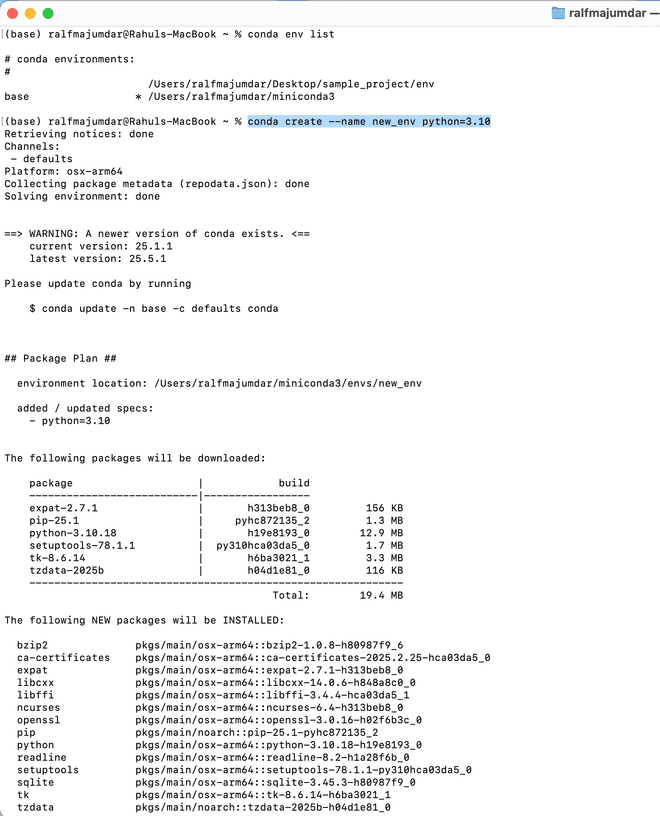 ralfmajumdar —
(base) ralfmajumdar@Rahuls-MacBook ~ % conda env list
# conda environments:
#
/Users/ralfmajumdar/Desktop/sample_project/env
base * /Users/ralfmajumdar/miniconda3
(base) ralfmajumdar@Rahuls-MacBook ~ % conda create --name new_env python=3.10
Retrieving notices: done
Channels:
- defaults
Platform: osx-arm64
Collecting package metadata (repodata.json): done
Solving environment: done
==> WARNING: A newer version of conda exists. <==
current version: 25.1.1
latest version: 25.5.1
Please update conda by running
$ conda update -n base -c defaults conda
## Package Plan ##
environment location: /Users/ralfmajumdar/miniconda3/envs/new_env
added / updated specs:
- python=3.10
The following packages will be downloaded:
package | build
---------------------------|-----------------
expat-2.7.1 | h313beb8_0 156 KB
pip-25.1 | pyhc872135_2 1.3 MB
python-3.10.18 | h19e8193_0 12.9 MB
setuptools-78.1.1 | py310hca03da5_0 1.7 MB
tk-8.6.14 | h6ba3021_1 3.3 MB
tzdata-2025b | h04d1e81_0 116 KB
------------------------------------------------------------
Total: 19.4 MB
The following NEW packages will be INSTALLED:
bzip2 pkgs/main/osx-arm64::bzip2-1.0.8-h80987f9_6
ca-certificates pkgs/main/osx-arm64::ca-certificates-2025.2.25-hca03da5_0
expat pkgs/main/osx-arm64::expat-2.7.1-h313beb8_0
libcxx pkgs/main/osx-arm64::libcxx-14.0.6-h848a8c0_0
libffi pkgs/main/osx-arm64::libffi-3.4.4-hca03da5_1
ncurses pkgs/main/osx-arm64::ncurses-6.4-h313beb8_0
openssl pkgs/main/osx-arm64::openssl-3.0.16-h02f6b3c_0
pip pkgs/main/noarch::pip-25.1-pyhc872135_2
python pkgs/main/osx-arm64::python-3.10.18-h19e8193_0
readline pkgs/main/osx-arm64::readline-8.2-h1a28f6b_0
setuptools pkgs/main/osx-arm64::setuptools-78.1.1-py310hca03da5_0
sqlite pkgs/main/osx-arm64::sqlite-3.45.3-h80987f9_0
tk pkgs/main/osx-arm64::tk-8.6.14-h6ba3021_1
tzdata pkgs/main/noarch::tzdata-2025b-h04d1e81_0